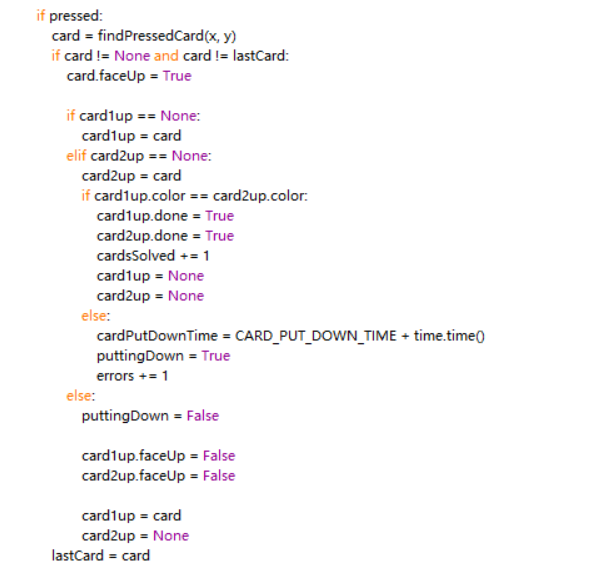 if pressed:
card = findPressedCard(x, y)
if card != None and card != lastCard:
card.faceUp = True
if card1up == None:
card1up = card
elif card2up == None:
card2up = card
if card1up.color == card2up.color:
card1up.done = True
card2up.done = True
cardsSolved += 1
card1up = None
card2up = None
else:
cardPutDownTime = CARD_PUT_DOWN_TIME + time.time()
puttingDown = True
errors += 1
else:
puttingDown = False
card1up.faceUp = False
card2up.faceUp = False
card1up = card
card2up = None
lastCard = card